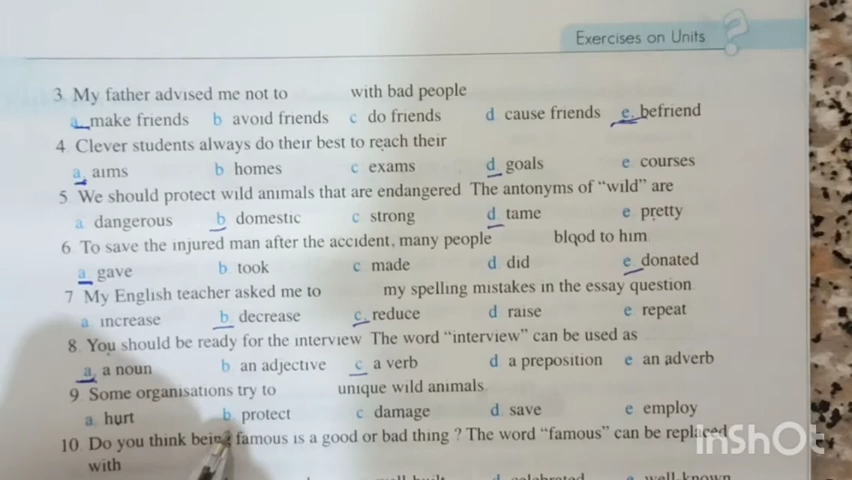 Exercises on Units
3. My father advised me not to with bad people
a. make friends b avoid friends c do friends d cause friends e. befriend
4 Clever students always do their best to reach their
a. aims b homes c exams d goals e. courses
5 We should protect wild animals that are endangered The antonyms of "wild" are
a dangerous b domestic c strong d tame e pretty
6 To save the injured man after the accident, many people blood to him
a gave b took c made d did e. donated
7 My English teacher asked me to my spelling mistakes in the essay question
a increase b decrease c. reduce d raise e repeat
8. You should be ready for the interview The word "interview" can be used as
a. a noun b an adjective c a verb d a preposition e an adverb
9 Some organisations try to unique wild animals
a. hurt b. protect c damage d save e employ
10. Do you think being famous is a good or bad thing ? The word "famous" can be replaced
with
d celebrated e well-known
InShOt